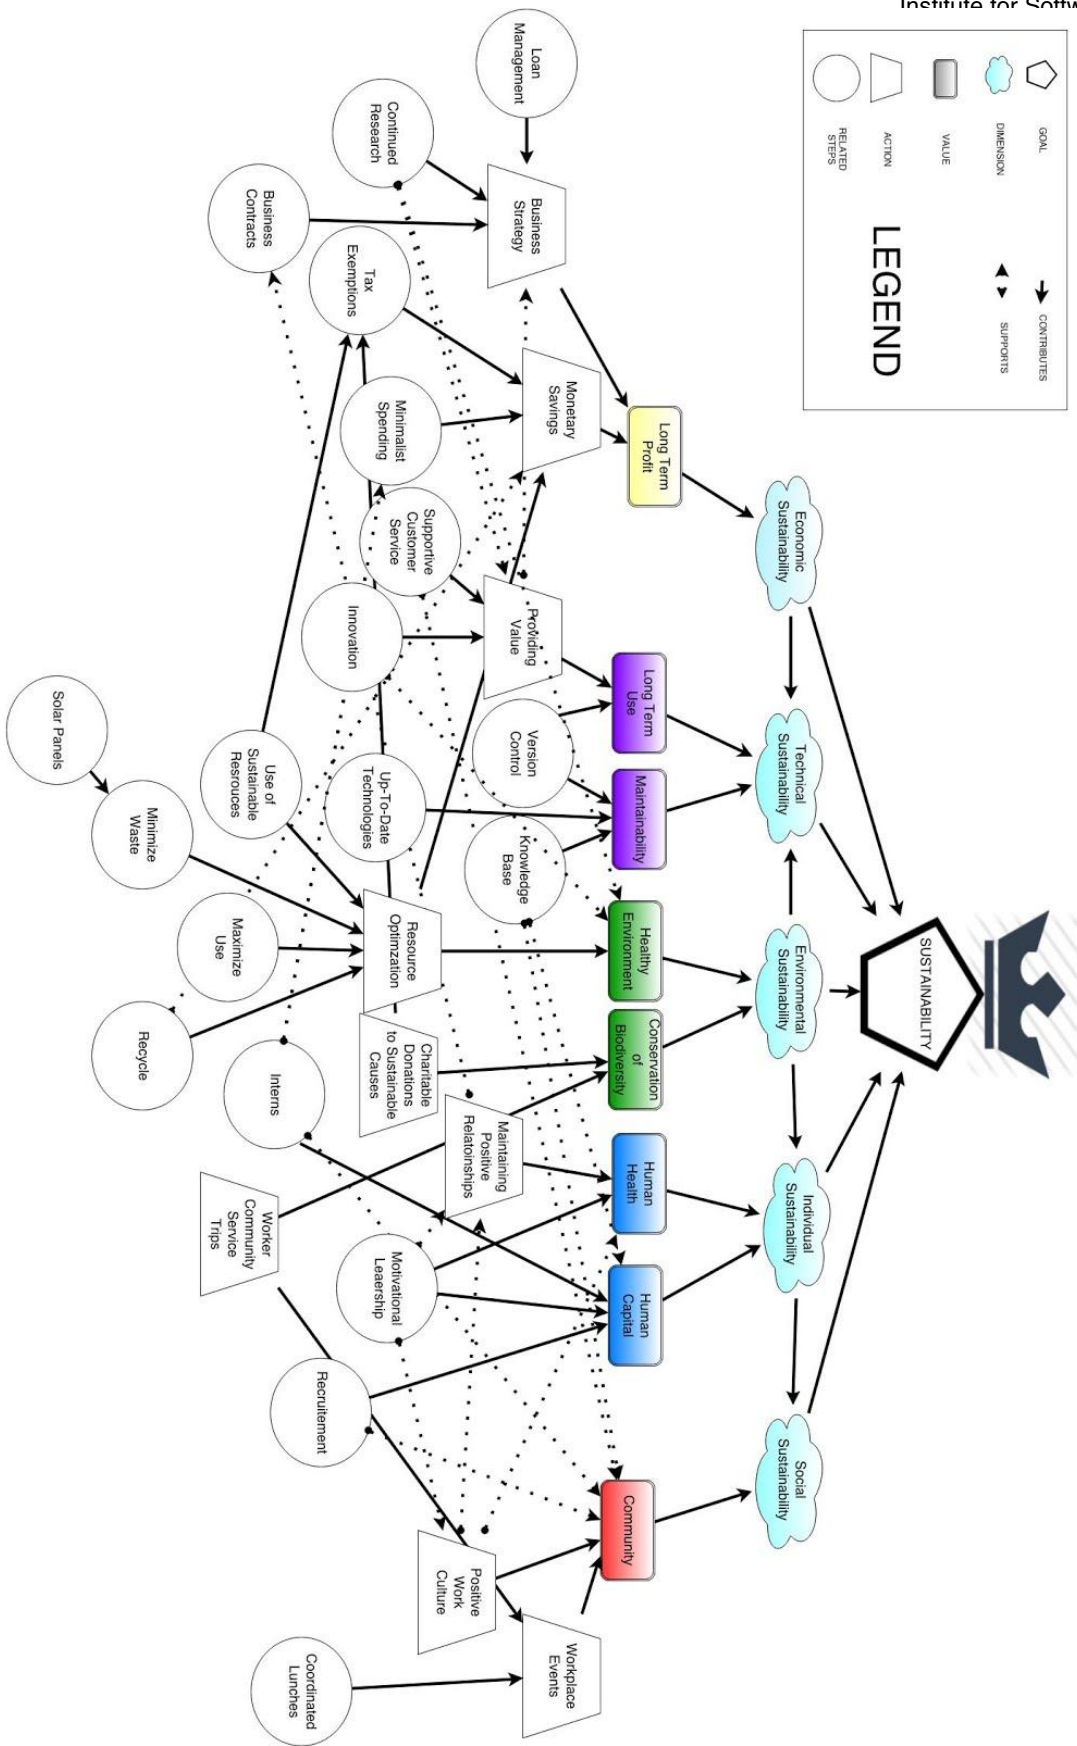 Institute for Softw
GOAL
DIMENSION
VALUE
ACTION
RELATED
STEPS
CONTRIBUTES
SUPPORTS
LEGEND
SUSTAINABILITY
Economic
Sustainability
Technical
Sustainability
Environmental
Sustainability
Individual
Sustainability
Social
Sustainability
Long Term
Profit
Long Term
Use
Maintainability
Healthy
Environment
Conservation
of
Biodiversity
Human
Health
Human
Capital
Community
Loan
Management
Business
Strategy
Continued
Research
Business
Contracts
Tax
Exemptions
Monetary
Savings
Minimalist
Spending
Supportive
Customer
Service
Providing
Value
Innovation
Version
Control
Up-To-Date
Technologies
Knowledge
Base
Use of
Sustainable
Resrouces
Solar Panels
Minimize
Waste
Maximize
Use
Recycle
Resource
Optimzation
Charitable
Donations
to Sustainable
Causes
Maintaining
Positive
Relatoinships
Interns
Worker
Community
Service
Trips
Motivational
Leaership
Recruitement
Positive
Work
Culture
Workplace
Events
Coordinated
Lunches